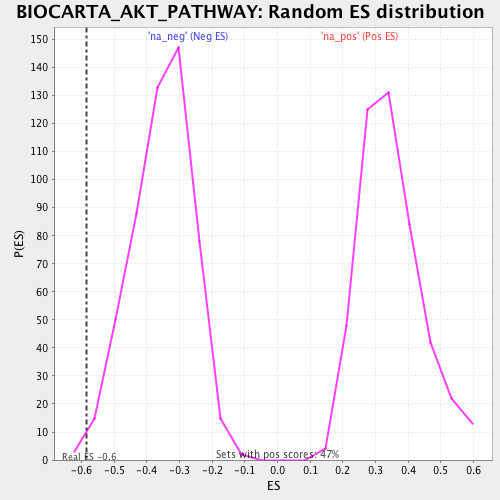 BIOCARTA_AKT_PATHWAY: Random ES distribution
'na_neg' (Neg ES) 'na_pos' (Pos ES)
150
140
130
120
110
100
90
80
70
60
50
40
30
20
10
0
P(ES)
Real ES -0.6
Sets with pos scores: 47%
-0.6 -0.5 -0.4 -0.3 -0.2 -0.1 0.0 0.1 0.2 0.3 0.4 0.5 0.6
ES